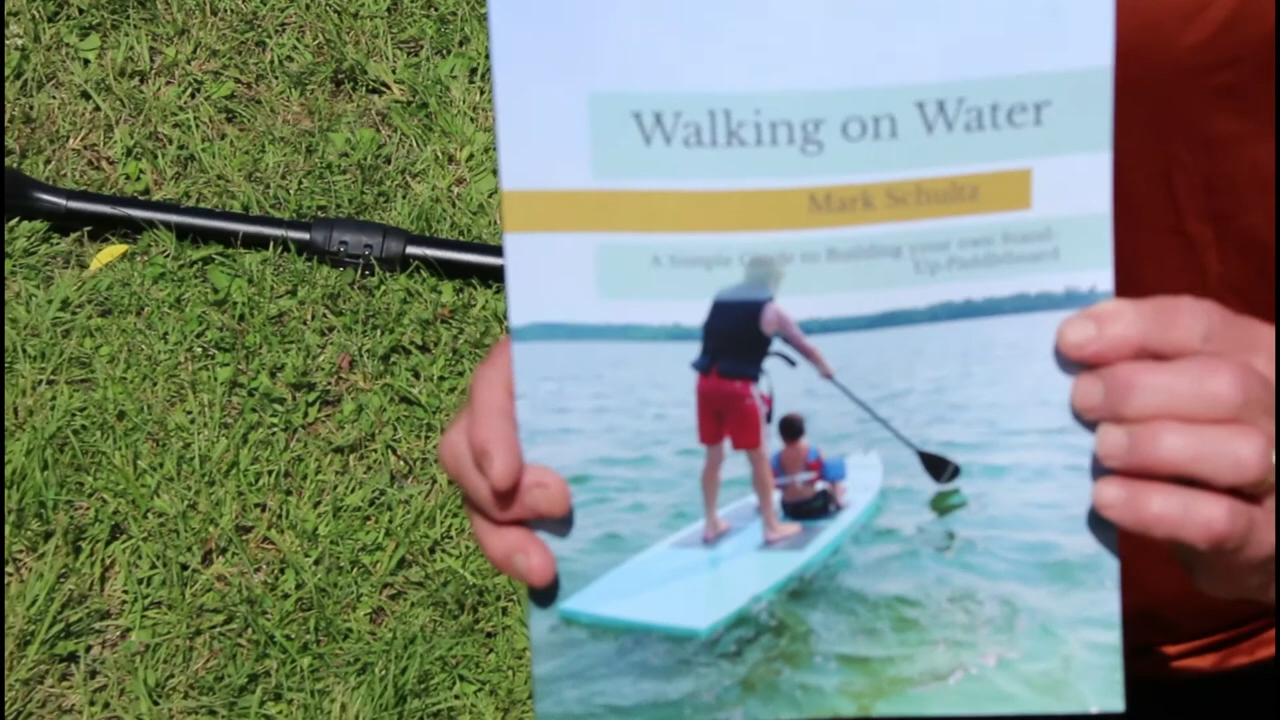 Walking on Water
Mark Schultz
A Simple Guide to Building your own Stand
Up Paddleboard